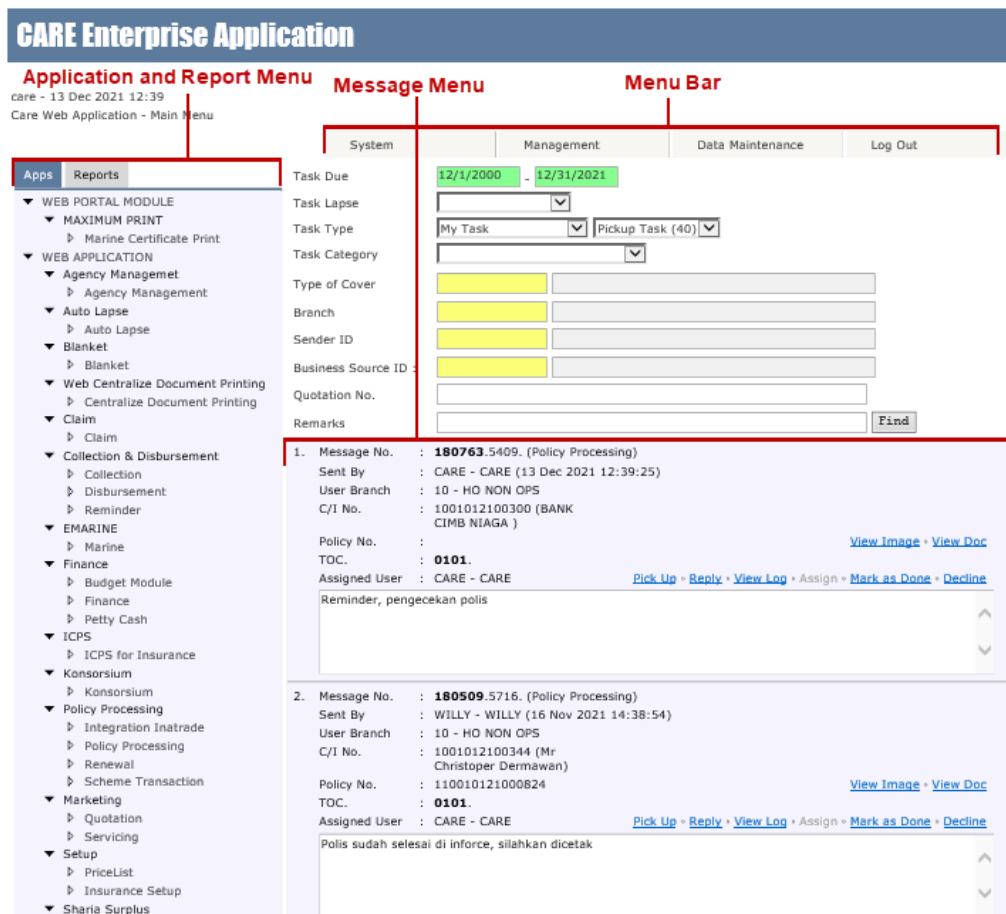 CARE Enterprise Application
Application and Report Menu
Message Menu
Menu Bar
care - 13 Dec 2021 12:39
Care Web Application - Main Menu
System Management Data Maintenance Log Out
Apps Reports
WEB PORTAL MODULE
MAXIMUM PRINT
Marine Certificate Print
WEB APPLICATION
Agency Managemet
Agency Management
Auto Lapse
Auto Lapse
Blanket
Blanket
Web Centralize Document Printing
Centralize Document Printing
Claim
Claim
Collection & Disbursement
Collection
Disbursement
Reminder
EMARINE
Marine
Finance
Budget Module
Finance
Petty Cash
ICPS
ICPS for Insurance
Konsorsium
Konsorsium
Policy Processing
Integration Inatrade
Policy Processing
Renewal
Scheme Transaction
Marketing
Quotation
Servicing
Setup
PriceList
Insurance Setup
Sharia Surplus
Task Due 12/1/2000 - 12/31/2021
Task Lapse
Task Type My Task Pickup Task (40)
Task Category
Type of Cover
Branch
Sender ID
Business Source ID :
Quotation No.
Remarks Find
1. Message No. : 180763.5409. (Policy Processing)
Sent By : CARE - CARE (13 Dec 2021 12:39:25)
User Branch : 10 - HO NON OPS
C/I No. : 1001012100300 (BANK
CIMB NIAGA )
Policy No. : View Image • View Doc
TOC. : 0101.
Assigned User : CARE - CARE Pick Up • Reply • View Log • Assign • Mark as Done • Decline
Reminder, pengecekan polis
2. Message No. : 180509.5716. (Policy Processing)
Sent By : WILLY - WILLY (16 Nov 2021 14:38:54)
User Branch : 10 - HO NON OPS
C/I No. : 1001012100344 (Mr
Christoper Dermawan)
Policy No. : 110010121000824 View Image • View Doc
TOC. : 0101.
Assigned User : CARE - CARE Pick Up • Reply • View Log • Assign • Mark as Done • Decline
Polis sudah selesai di inforce, silahkan dicetak